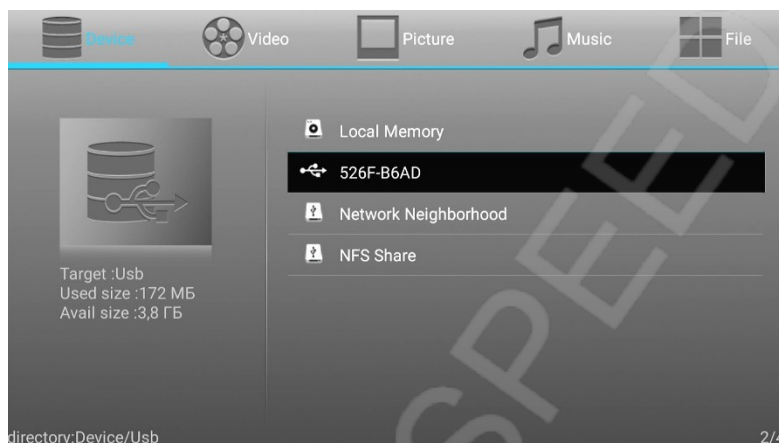 Device Video Picture Music File
Local Memory
526F-B6AD
Network Neighborhood
NFS Share
Target :Usb
Used size :172 МБ
Avail size :3,8 ГБ
directory:Device/Usb
SPEED